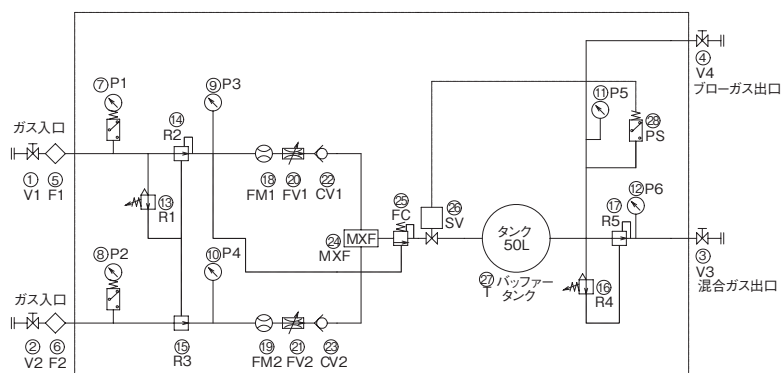 ④
V4
ブローガス出口
⑦P1
⑨P3
⑪P5
㉘
PS
ガス入口
⑭
R2
①
V1
⑤
F1
⑬
R1
⑱
FM1
⑳
FV1
㉒
CV1
㉕
FC
㉖
SV
タンク
50L
⑫P6
⑰
R5
MXF
㉔
MXF
⑧P2
⑩P4
㉗バッファー
タンク
③
V3
混合ガス出口
⑯
R4
ガス入口
②
V2
⑥
F2
⑮
R3
⑲
FM2
㉑
FV2
㉓
CV2